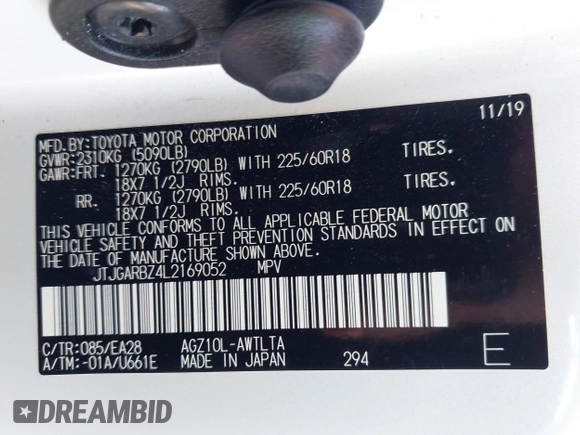 11/19
MFD.BY:TOYOTA MOTOR CORPORATION
GVWR:2310KG (5090LB)
GAWR:FRT. 1270KG (2790LB) WITH 225/60R18 TIRES.
18X7 1/2J RIMS.
RR. 1270KG (2790LB) WITH 225/60R18 TIRES.
18X7 1/2J RIMS.
THIS VEHICLE CONFORMS TO ALL APPLICABLE FEDERAL MOTOR
VEHICLE SAFETY AND THEFT PREVENTION STANDARDS IN EFFECT
ON THE DATE OF MANUFACTURE SHOWN ABOVE.
JTJGARBZ4L2169052 MPV
C/TR:085/EA28 AGZ10L-AWTLTA
A/TM:-01A/U661E MADE IN JAPAN 294 E
DREAMBID